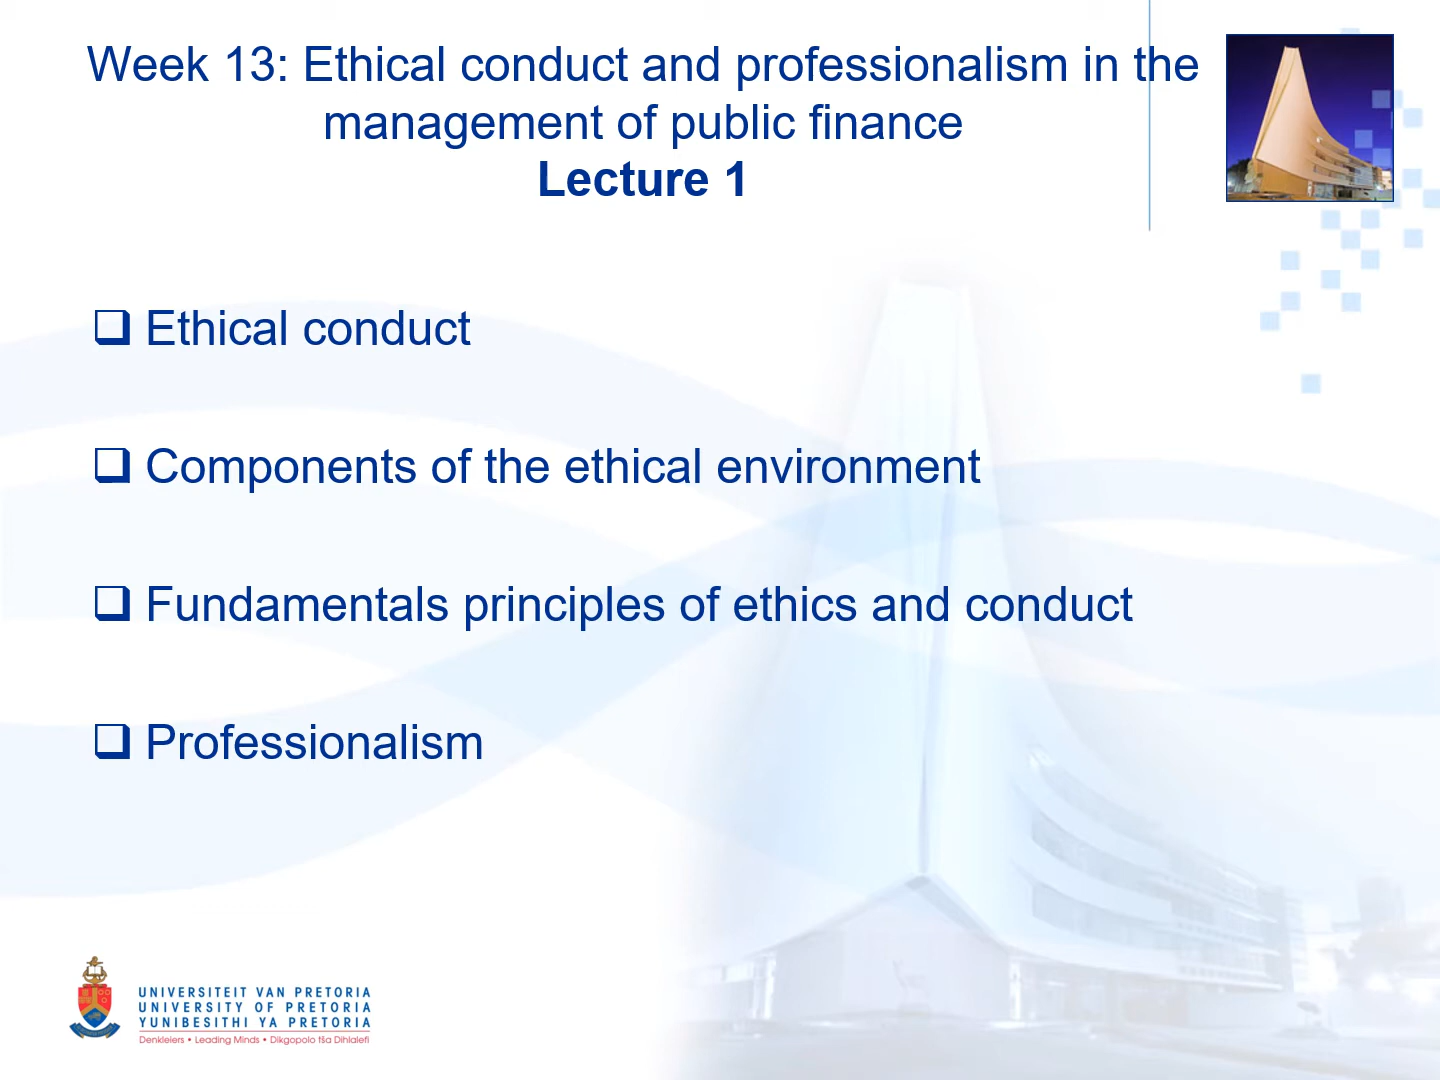 Week 13: Ethical conduct and professionalism in the
management of public finance
Lecture 1
Ethical conduct
Components of the ethical environment
Fundamentals principles of ethics and conduct
Professionalism
UNIVERSITEIT VAN PRETORIA
UNIVERSITY OF PRETORIA
YUNIBESITHI YA PRETORIA
Denkleiers • Leading Minds • Dikgopolo tša Dihlalefi